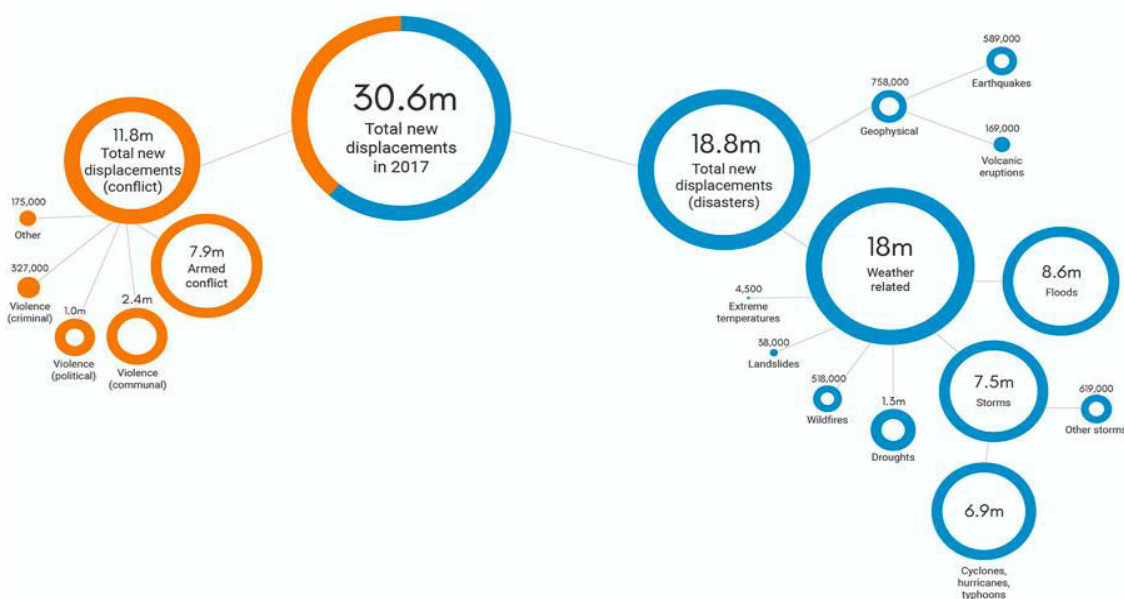 30.6m
Total new
displacements
in 2017
11.8m
Total new
displacements
(conflict)
175,000
Other
327,000
Violence
(criminal)
1.0m
Violence
(political)
2.4m
Violence
(communal)
7.9m
Armed
conflict
18.8m
Total new
displacements
(disasters)
758,000
Geophysical
589,000
Earthquakes
169,000
Volcanic
eruptions
18m
Weather
related
4,500
Extreme
temperatures
38,000
Landslides
518,000
Wildfires
1.3m
Droughts
8.6m
Floods
7.5m
Storms
619,000
Other storms
6.9m
Cyclones,
hurricanes,
typhoons